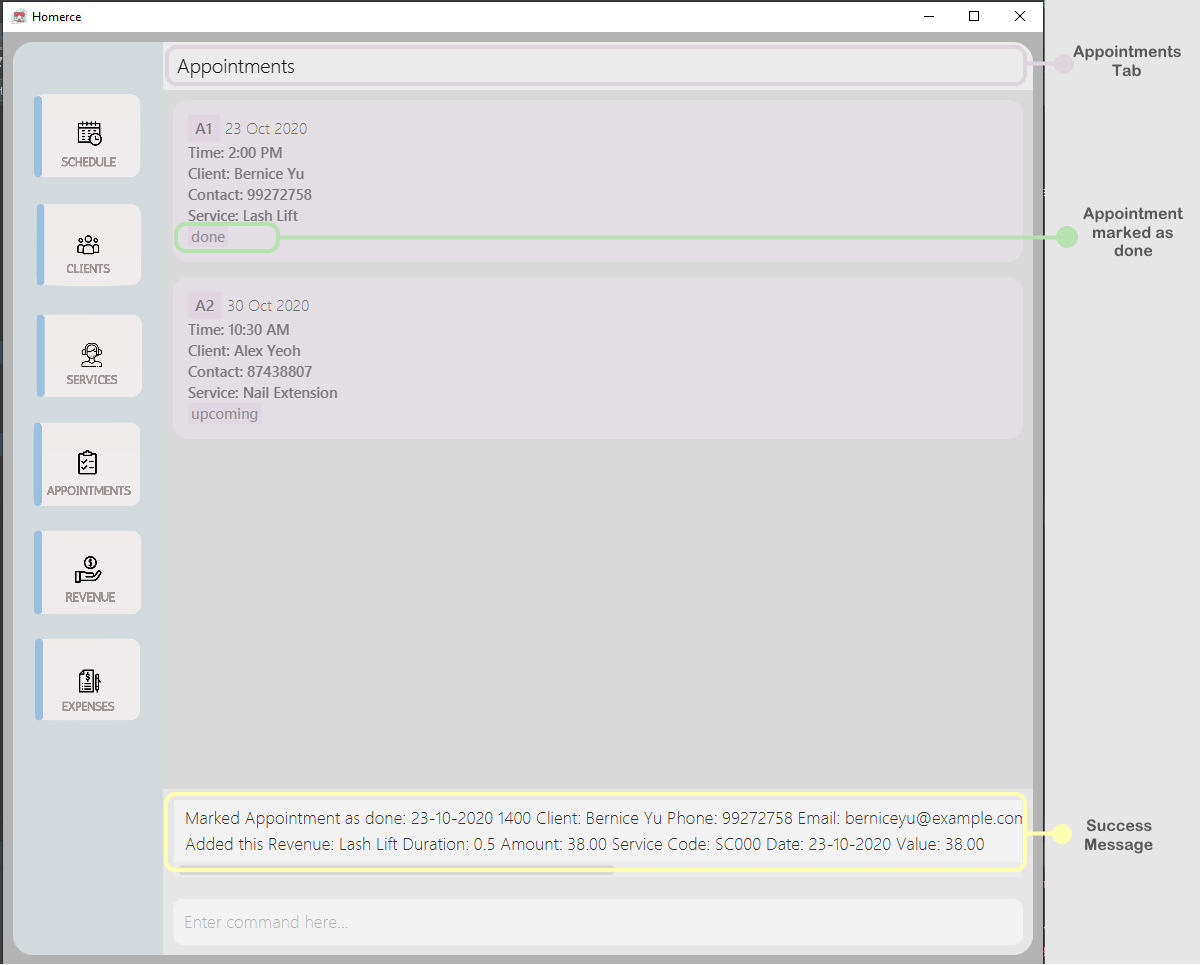 Homerce
SCHEDULE
CLIENTS
SERVICES
APPOINTMENTS
REVENUE
EXPENSES
Appointments
A1 23 Oct 2020
Time: 2:00 PM
Client: Bernice Yu
Contact: 99272758
Service: Lash Lift
done
A2 30 Oct 2020
Time: 10:30 AM
Client: Alex Yeoh
Contact: 87438807
Service: Nail Extension
upcoming
Marked Appointment as done: 23-10-2020 1400 Client: Bernice Yu Phone: 99272758 Email: berniceyu@example.com
Added this Revenue: Lash Lift Duration: 0.5 Amount: 38.00 Service Code: SC000 Date: 23-10-2020 Value: 38.00
Enter command here...
Appointments
Tab
Appointment
marked as
done
Success
Message